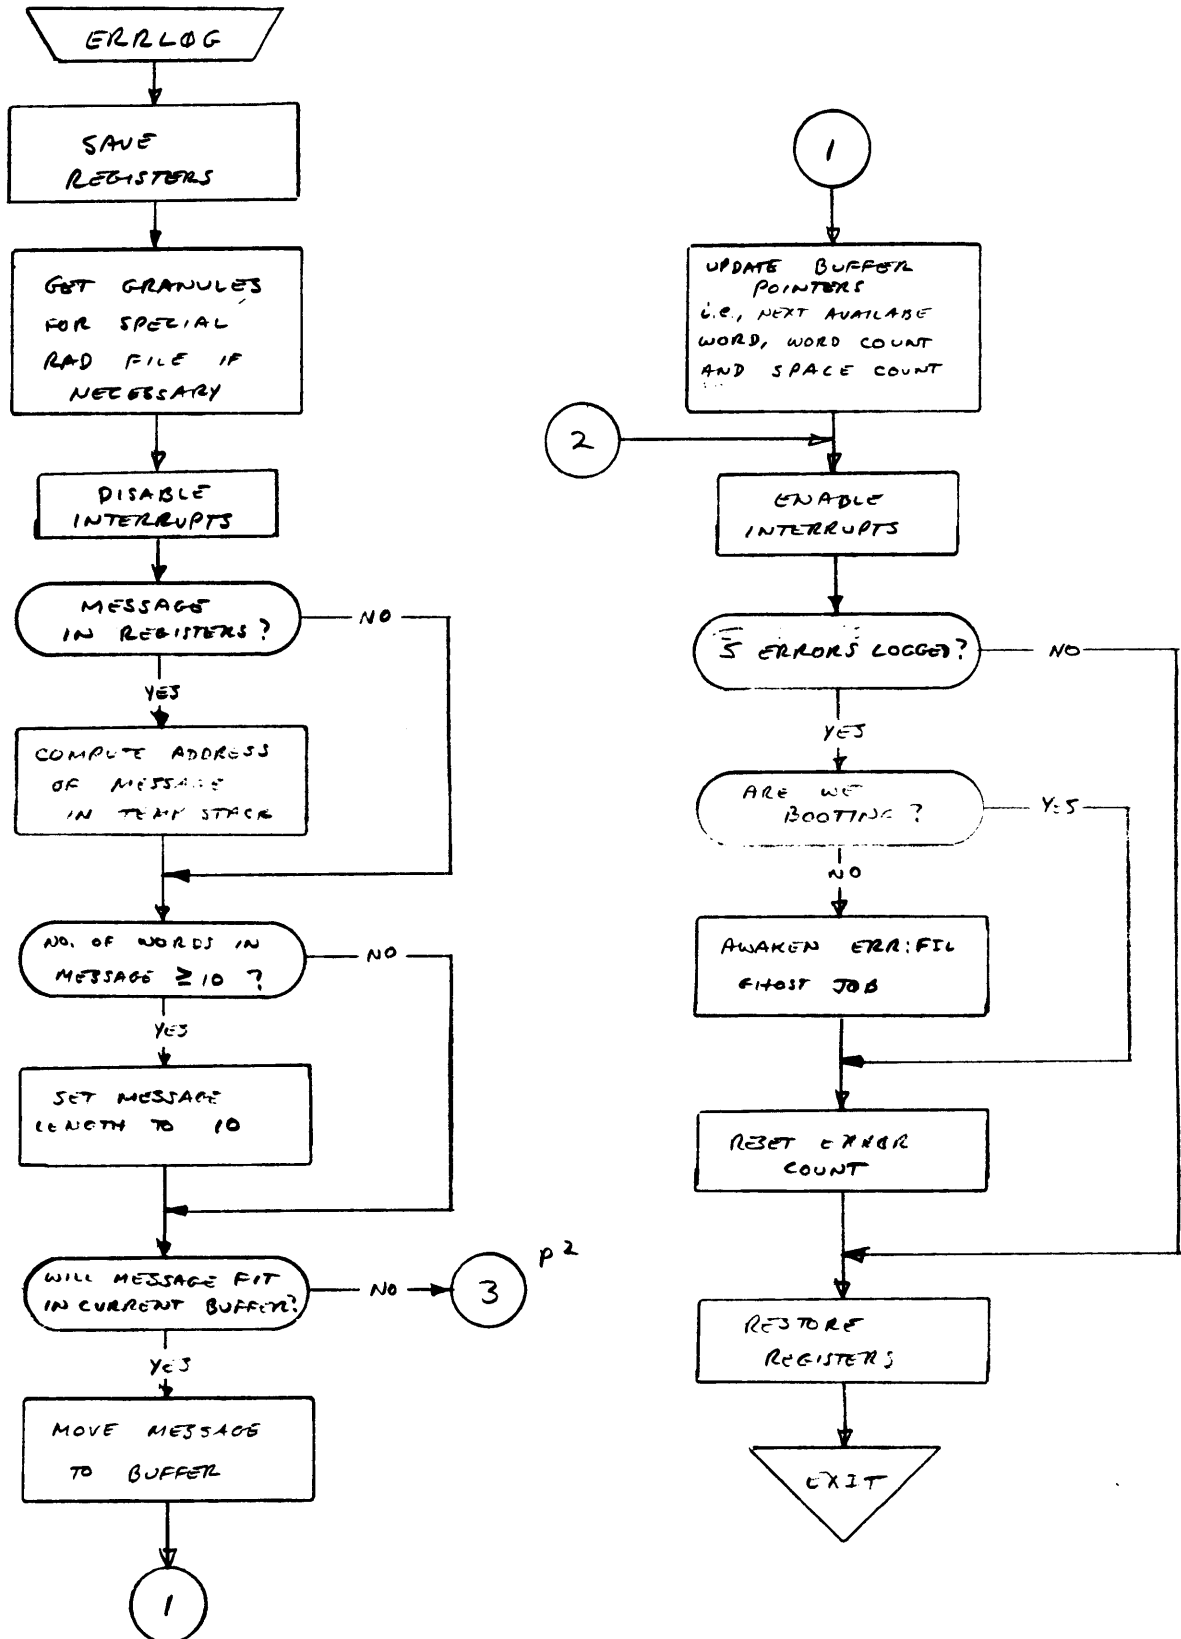 ERRLØG
SAVE
REGISTERS
GET GRANULES
FOR SPECIAL
RAD FILE IF
NECESSARY
DISABLE
INTERRUPTS
MESSAGE
IN REGISTERS?
NO
YES
COMPUTE ADDRESS
OF MESSAGE
IN TEMP STACK
NO. OF WORDS IN
MESSAGE ≥ 10 ?
NO
YES
SET MESSAGE
LENGTH TO 10
WILL MESSAGE FIT
IN CURRENT BUFFER?
NO
3
p2
YES
MOVE MESSAGE
TO BUFFER
1
1
UPDATE BUFFER
POINTERS
i.e., NEXT AVAILABE
WORD, WORD COUNT
AND SPACE COUNT
2
ENABLE
INTERRUPTS
5 ERRORS LOGGED?
NO
YES
ARE WE
BOOTING?
YES
NO
AWAKEN ERR:FIL
GHOST JOB
RESET ERROR
COUNT
RESTORE
REGISTERS
EXIT